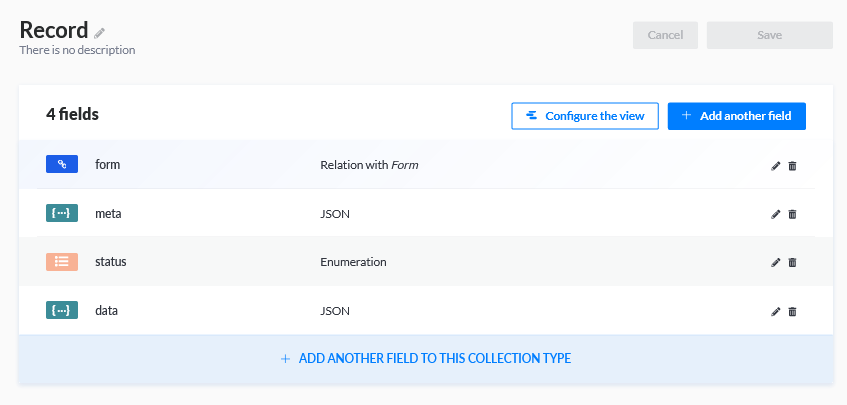 Record
There is no description
Cancel
Save
4 fields
Configure the view
+ Add another field
form
Relation with Form
{···} meta
JSON
status
Enumeration
{···} data
JSON
+ ADD ANOTHER FIELD TO THIS COLLECTION TYPE